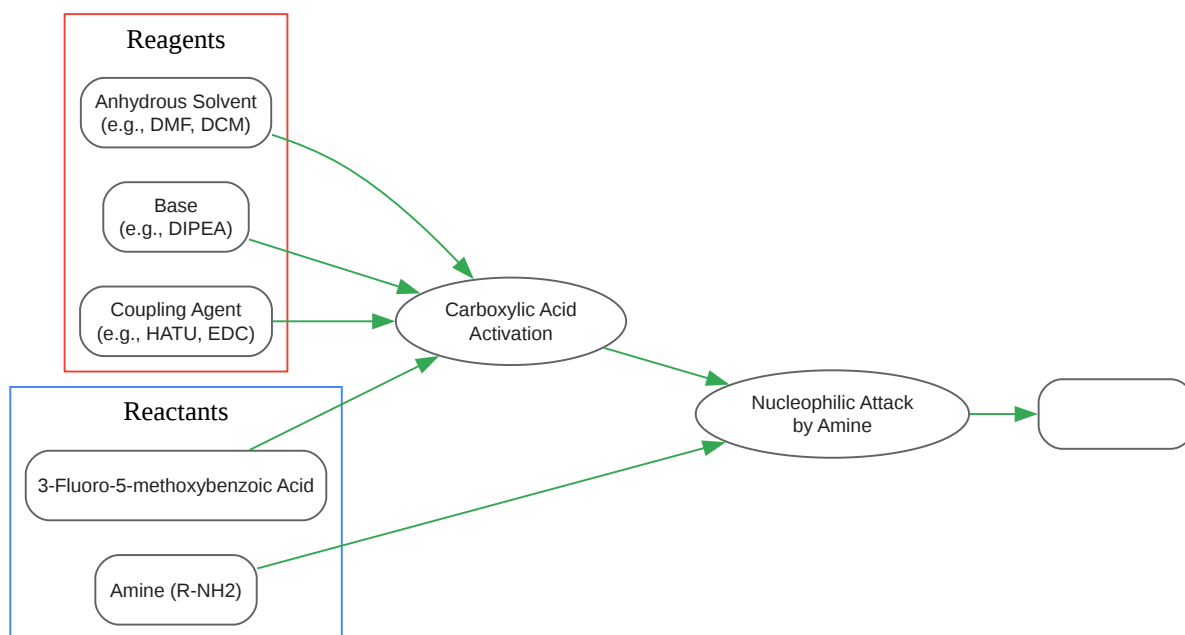 Reagents
Anhydrous Solvent
(e.g., DMF, DCM)
Base
(e.g., DIPEA)
Coupling Agent
(e.g., HATU, EDC)
Carboxylic Acid
Activation
Reactants
3-Fluoro-5-methoxybenzoic Acid
Amine (R-NH2)
Nucleophilic Attack
by Amine